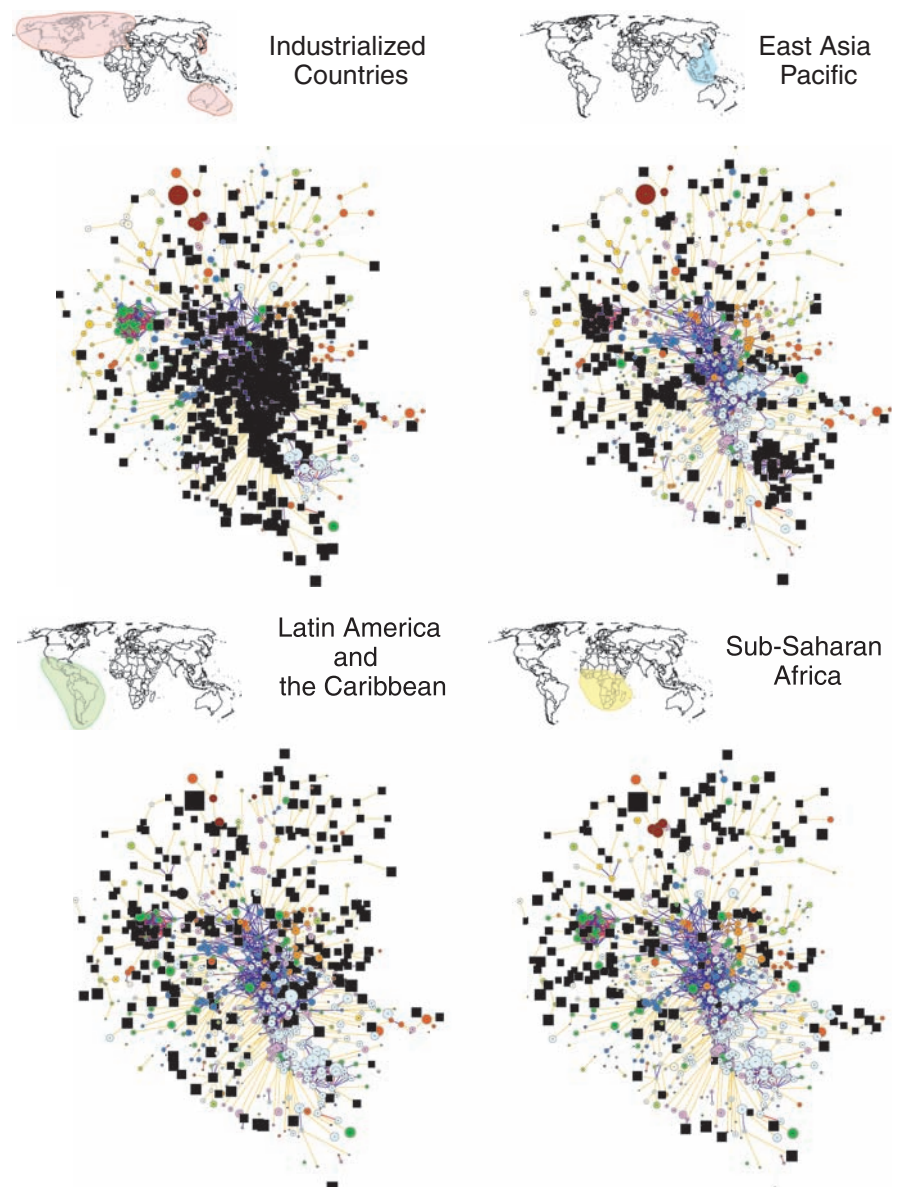 Industrialized
Countries
East Asia
Pacific
Latin America
and
the Caribbean
Sub-Saharan
Africa